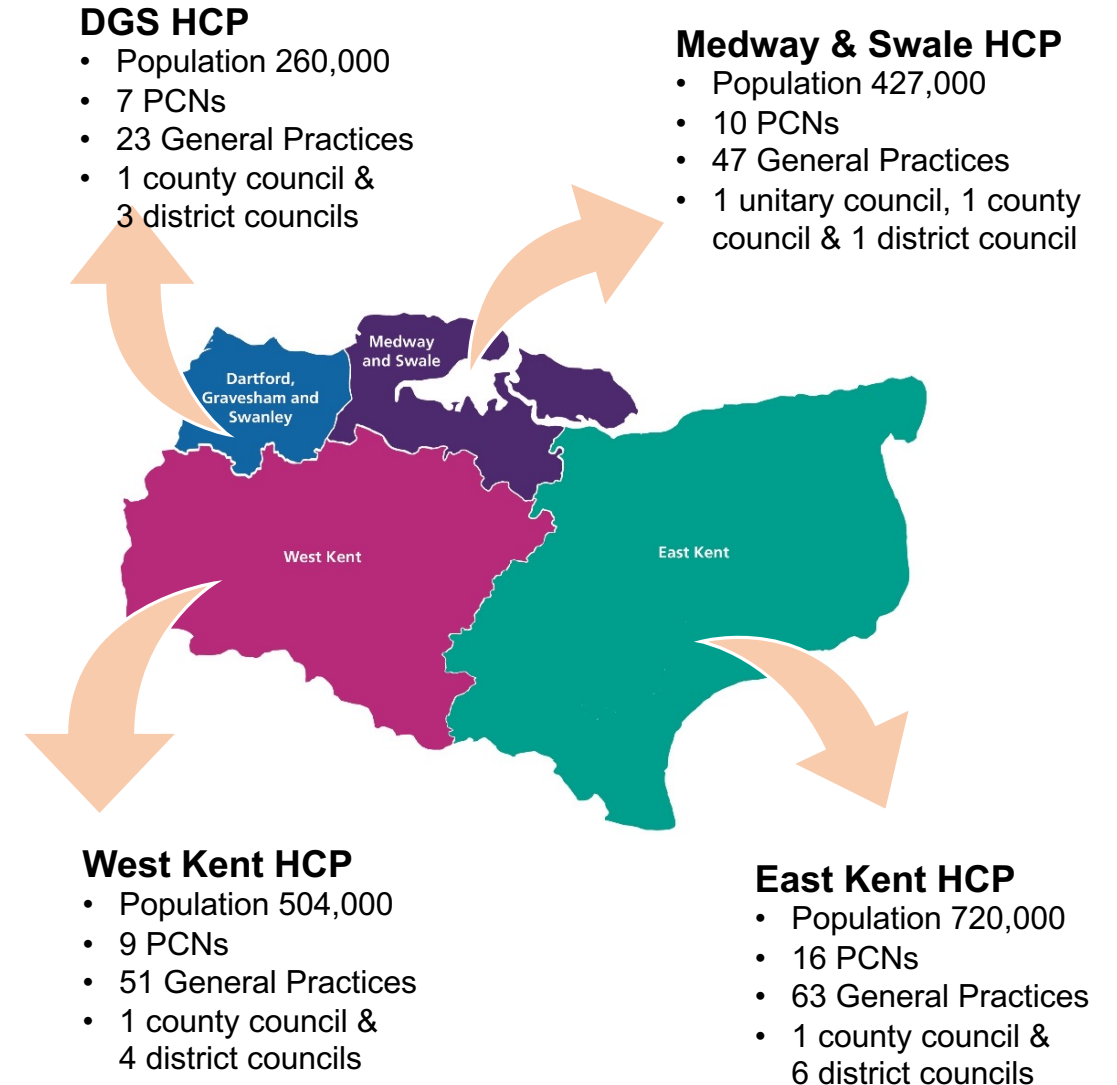 DGS HCP
• Population 260,000
• 7 PCNs
• 23 General Practices
• 1 county council &
3 district councils
Medway & Swale HCP
• Population 427,000
• 10 PCNs
• 47 General Practices
• 1 unitary council, 1 county
council & 1 district council
Medway
and Swale
Dartford,
Gravesham and
Swanley
West Kent
East Kent
West Kent HCP
• Population 504,000
• 9 PCNs
• 51 General Practices
• 1 county council &
4 district councils
East Kent HCP
• Population 720,000
• 16 PCNs
• 63 General Practices
• 1 county council &
6 district councils